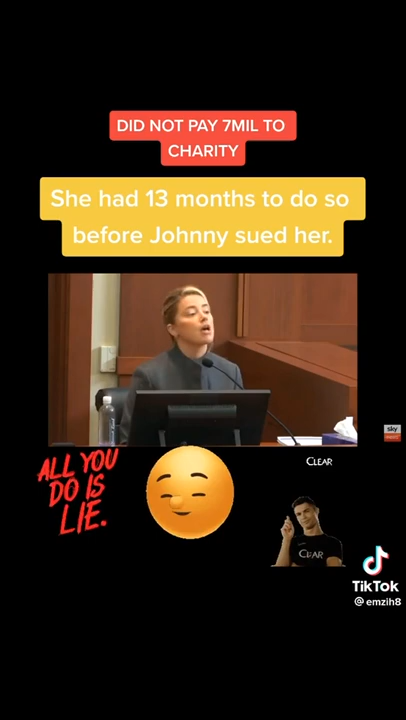 DID NOT PAY 7MIL TO
CHARITY
She had 13 months to do so
before Johnny sued her.
sky
ALL YOU
DO IS
LIE.
CLEAR
CLEAR
TikTok
@emzih8